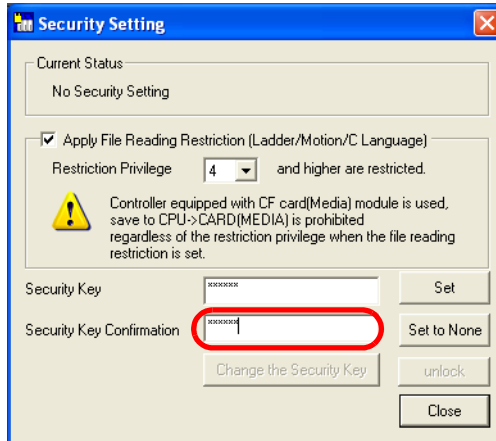 Security Setting
Current Status
No Security Setting
Apply File Reading Restriction (Ladder/Motion/C Language)
Restriction Privilege 4 and higher are restricted.
Controller equipped with CF card(Media) module is used,
save to CPU->CARD(MEDIA) is prohibited
regardless of the restriction privilege when the file reading
restriction is set.
Security Key ****** Set
Security Key Confirmation ****** Set to None
Change the Security Key unlock
Close